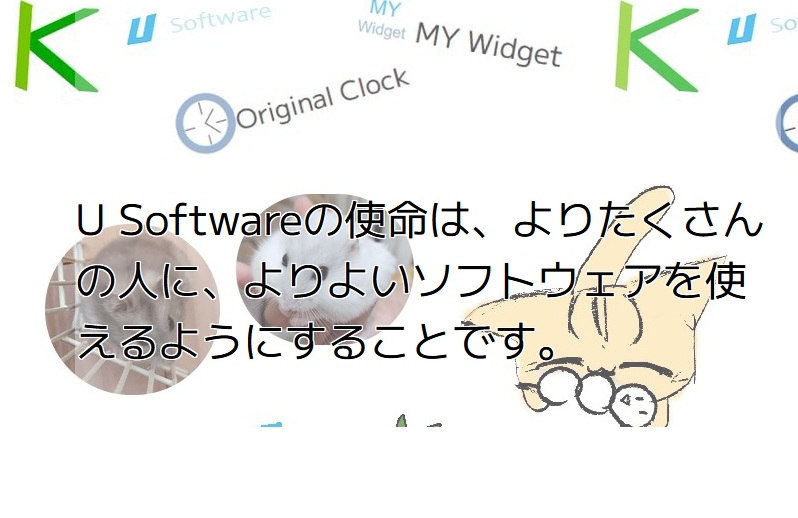 U Software
MY
Widget
MY Widget
U
So
Original Clock
U Softwareの使命は、よりたくさん
の人に、よりよいソフトウェアを使
えるようにすることです。